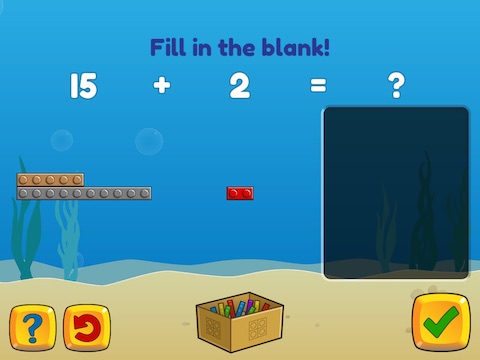 Fill in the blank!
15 + 2 = ?
?